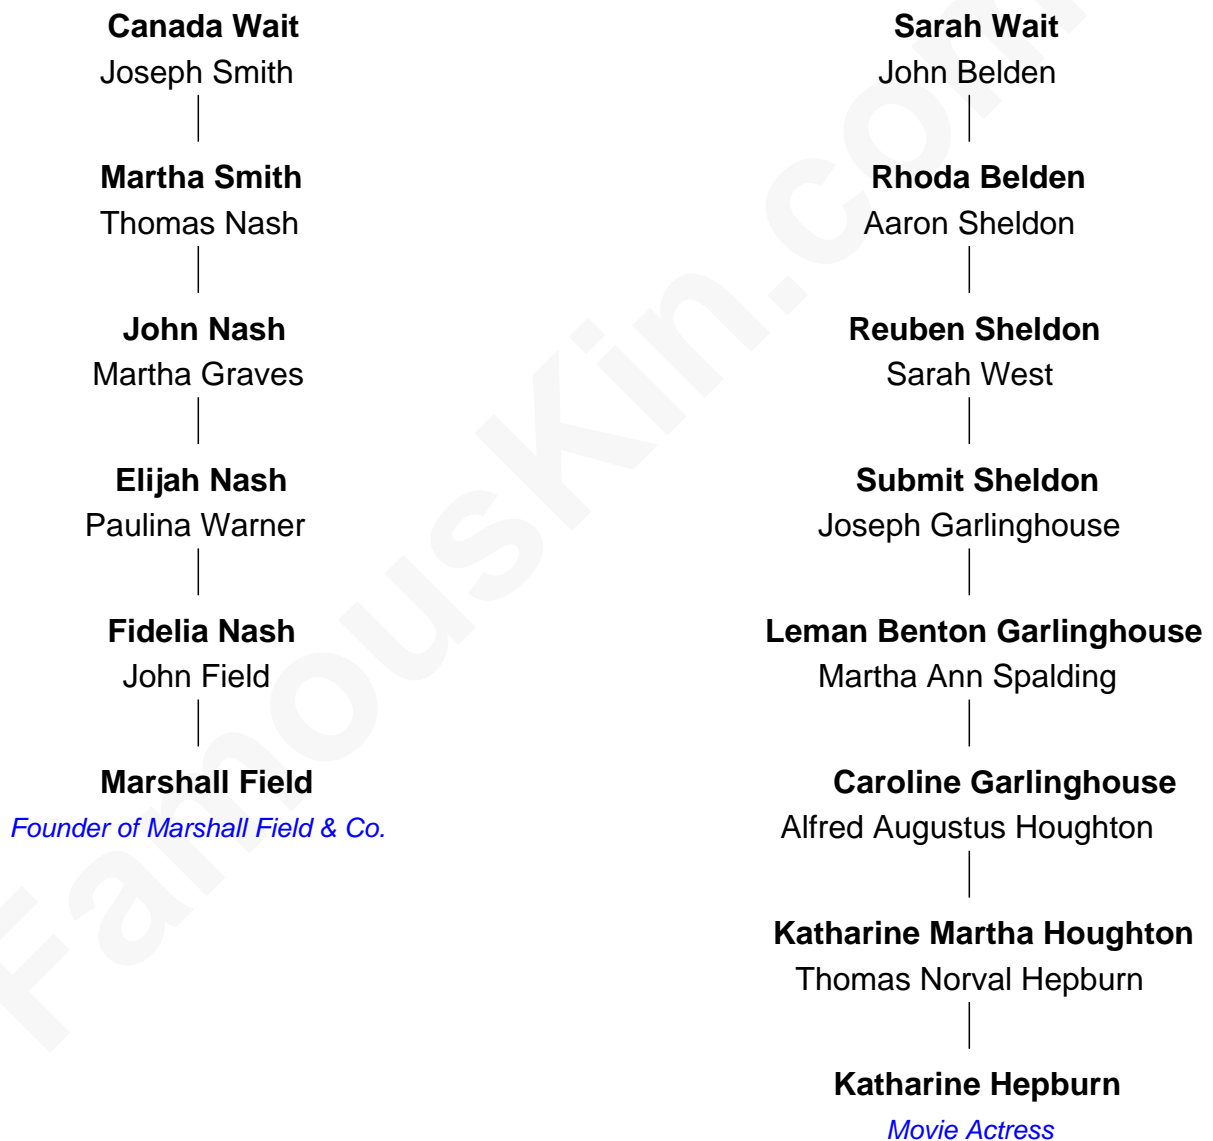 Canada Wait
Joseph Smith
Martha Smith
Thomas Nash
John Nash
Martha Graves
Elijah Nash
Paulina Warner
Fidelia Nash
John Field
Marshall Field
Founder of Marshall Field & Co.
Sarah Wait
John Belden
Rhoda Belden
Aaron Sheldon
Reuben Sheldon
Sarah West
Submit Sheldon
Joseph Garlinghouse
Leman Benton Garlinghouse
Martha Ann Spalding
Caroline Garlinghouse
Alfred Augustus Houghton
Katharine Martha Houghton
Thomas Norval Hepburn
Katharine Hepburn
Movie Actress
FamousKin.com